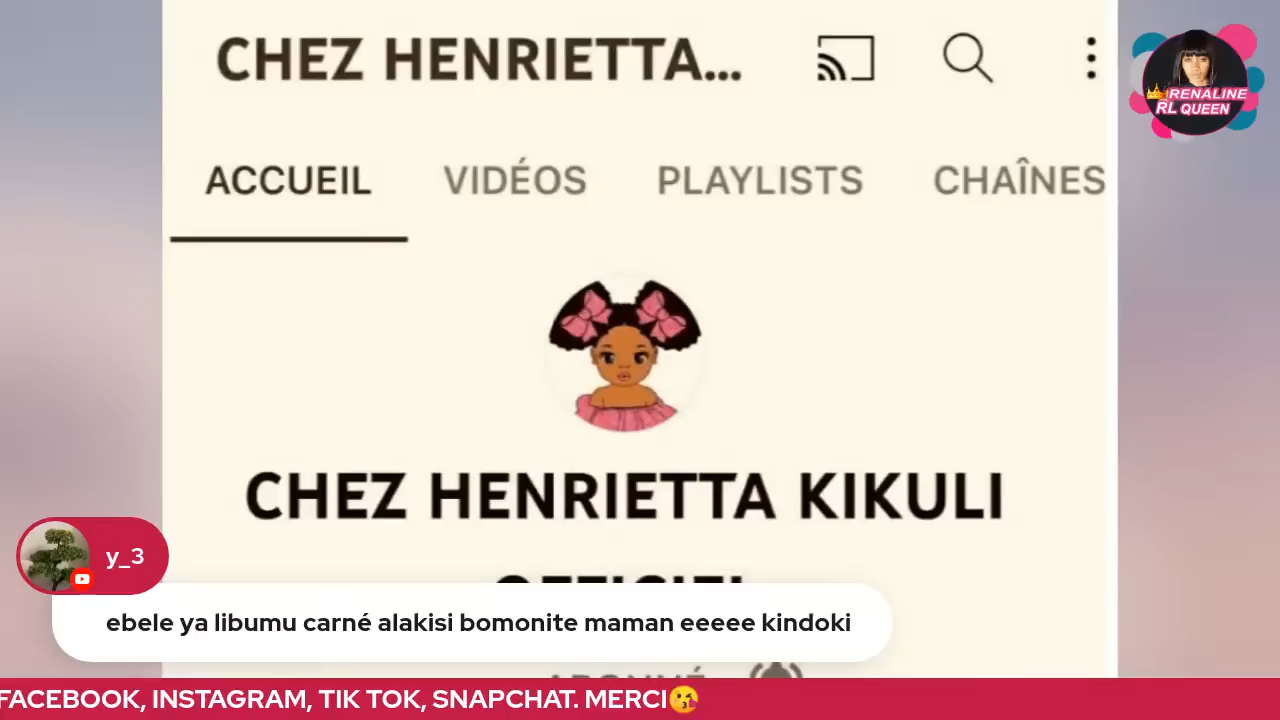 CHEZ HENRIETTA...
RENALINE
RL QUEEN
ACCUEIL VIDÉOS PLAYLISTS CHAÎNES
CHEZ HENRIETTA KIKULI
y_3
ebele ya libumu carné alakisi bomonite maman eeeee kindoki
FACEBOOK, INSTAGRAM, TIK TOK, SNAPCHAT. MERCI😘